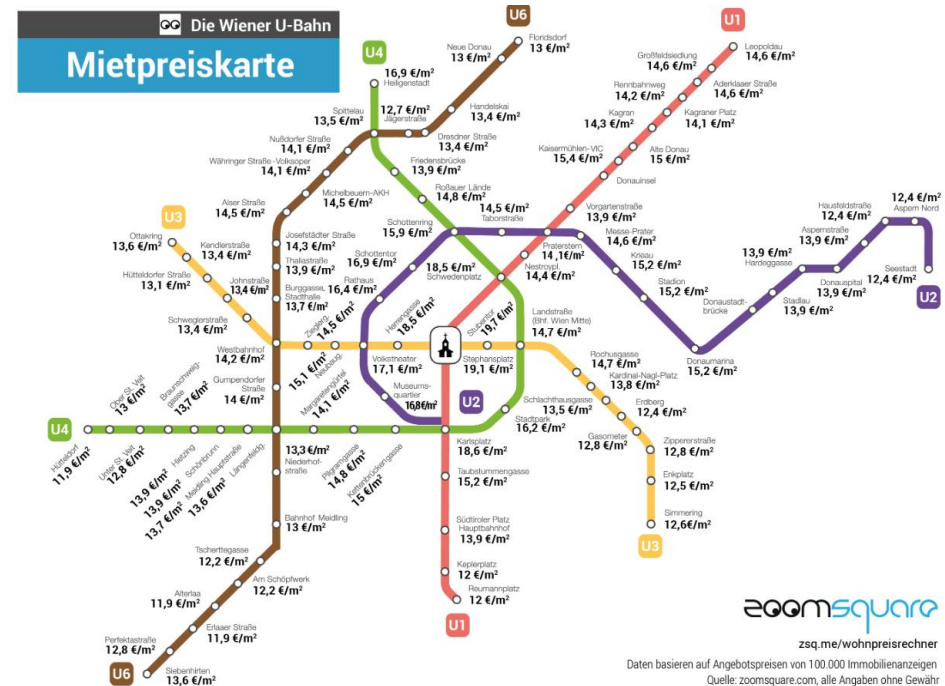 Die Wiener U-Bahn
Mietpreiskarte
U6
Floridsdorf
13 €/m²
Neue Donau
13 €/m²
Handelskai
13,4 €/m²
Dresdner Straße
13,4 €/m²
12,7 €/m²
Jägerstraße
Spittelau
13,5 €/m²
Nußdorfer Straße
14,1 €/m²
Währinger Straße -Volksoper
14,1 €/m²
Michelbeuern-AKH
14,5 €/m²
Alser Straße
14,5 €/m²
Josefstädter Straße
14,3 €/m²
Thaliastraße
13,9 €/m²
Burggasse,
Stadthalle
13,7 €/m²
Westbahnhof
14,2 €/m²
Gumpendorfer
Straße
14 €/m²
Längenfeldg.
13,3 €/m²
Niederhof-
straße
Bahnhof Meidling
13 €/m²
Tscherttegasse
12,2 €/m²
Am Schöpfwerk
12,2 €/m²
Alterlaa
11,9 €/m²
Erlaaer Straße
11,9 €/m²
Perfektastraße
12,8 €/m²
Siebenhirten
13,6 €/m²
U6
U4
16,9 €/m²
Heiligenstadt
Friedensbrücke
13,9 €/m²
Roßauer Lände
14,8 €/m²
Schottenring
15,9 €/m²
18,5 €/m²
Schwedenplatz
Landstraße
(Bhf. Wien Mitte)
14,7 €/m²
Stadtpark
16,2 €/m²
Karlsplatz
18,6 €/m²
Kettenbrückengasse
15 €/m²
Pilgramgasse
14,8 €/m²
Margaretengürtel
14,1 €/m²
Meidling Hauptstraße
13,6 €/m²
Schönbrunn
13,7 €/m²
Hietzing
13,9 €/m²
13,9 €/m²
Braunschweig-
gasse
13,7 €/m²
Unter St. Veit
12,8 €/m²
Ober St. Veit
13 €/m²
Hütteldorf
11,9 €/m²
U4
U1
Leopoldau
14,6 €/m²
Großfeldsiedlung
14,6 €/m²
Aderklaaer Straße
14,6 €/m²
Rennbahnweg
14,2 €/m²
Kagraner Platz
14,1 €/m²
Kagran
14,3 €/m²
Alte Donau
15 €/m²
Kaisermühlen-VIC
15,4 €/m²
Donauinsel
Vorgartenstraße
13,9 €/m²
Praterstern
14,1€/m²
Nestroypl.
14,4 €/m²
Stephansplatz
19,1 €/m²
Taubstummengasse
15,2 €/m²
Südtiroler Platz
Hauptbahnhof
13,9 €/m²
Keplerplatz
12 €/m²
Reumannplatz
12 €/m²
U1
U3
Ottakring
13,6 €/m²
Kendlerstraße
13,4 €/m²
Hütteldorfer Straße
13,1 €/m²
Johnstraße
13,4 €/m²
Schweglerstraße
13,4 €/m²
Zieglerg.
14,5 €/m²
Neubaug.
15,1 €/m²
Volkstheater
17,1 €/m²
Herrengasse
18,5 €/m²
Stubentor
19,7 €/m²
Rochusgasse
14,7 €/m²
Kardinal-Nagl-Platz
13,8 €/m²
Schlachthausgasse
13,5 €/m²
Erdberg
12,4 €/m²
Gasometer
12,8 €/m²
Zippererstraße
12,8 €/m²
Enkplatz
12,5 €/m²
Simmering
12,6€/m²
U3
U2
Museums-
quartier
16,8€/m²
Rathaus
16,4 €/m²
Schottentor
16,9 €/m²
14,5 €/m²
Taborstraße
Messe-Prater
14,6 €/m²
Krieau
15,2 €/m²
Stadion
15,2 €/m²
Donaumarina
15,2 €/m²
Donaustadt-
brücke
Stadlau
13,9 €/m²
13,9 €/m²
Hardeggasse
Donauspital
13,9 €/m²
Aspernstraße
13,9 €/m²
Hausfeldstraße
12,4 €/m²
12,4 €/m²
Aspern Nord
Seestadt
12,4 €/m²
U2
zoomsquare
zsq.me/wohnpreisrechner
Daten basieren auf Angebotspreisen von 100.000 Immobilienanzeigen
Quelle: zoomsquare.com, alle Angaben ohne Gewähr